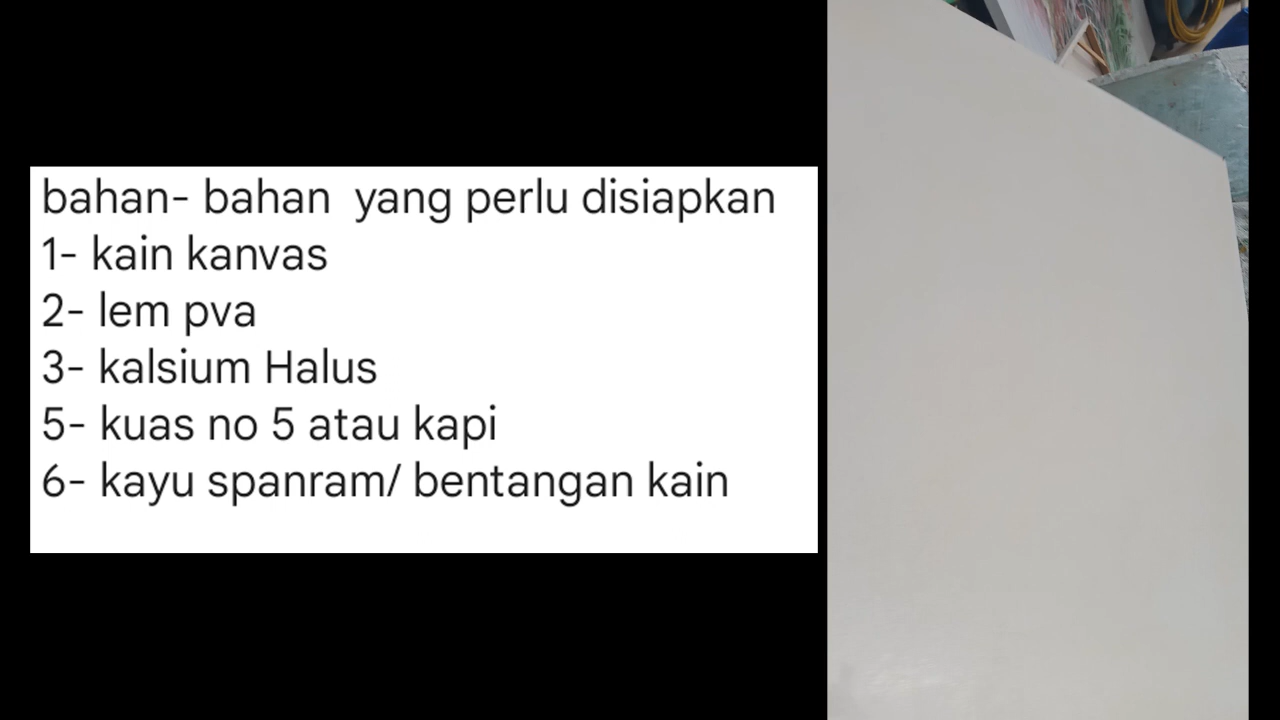 bahan- bahan  yang perlu disiapkan
1- kain kanvas
2- lem pva
3- kalsium Halus
5- kuas no 5 atau kapi
6- kayu spanram/ bentangan kain